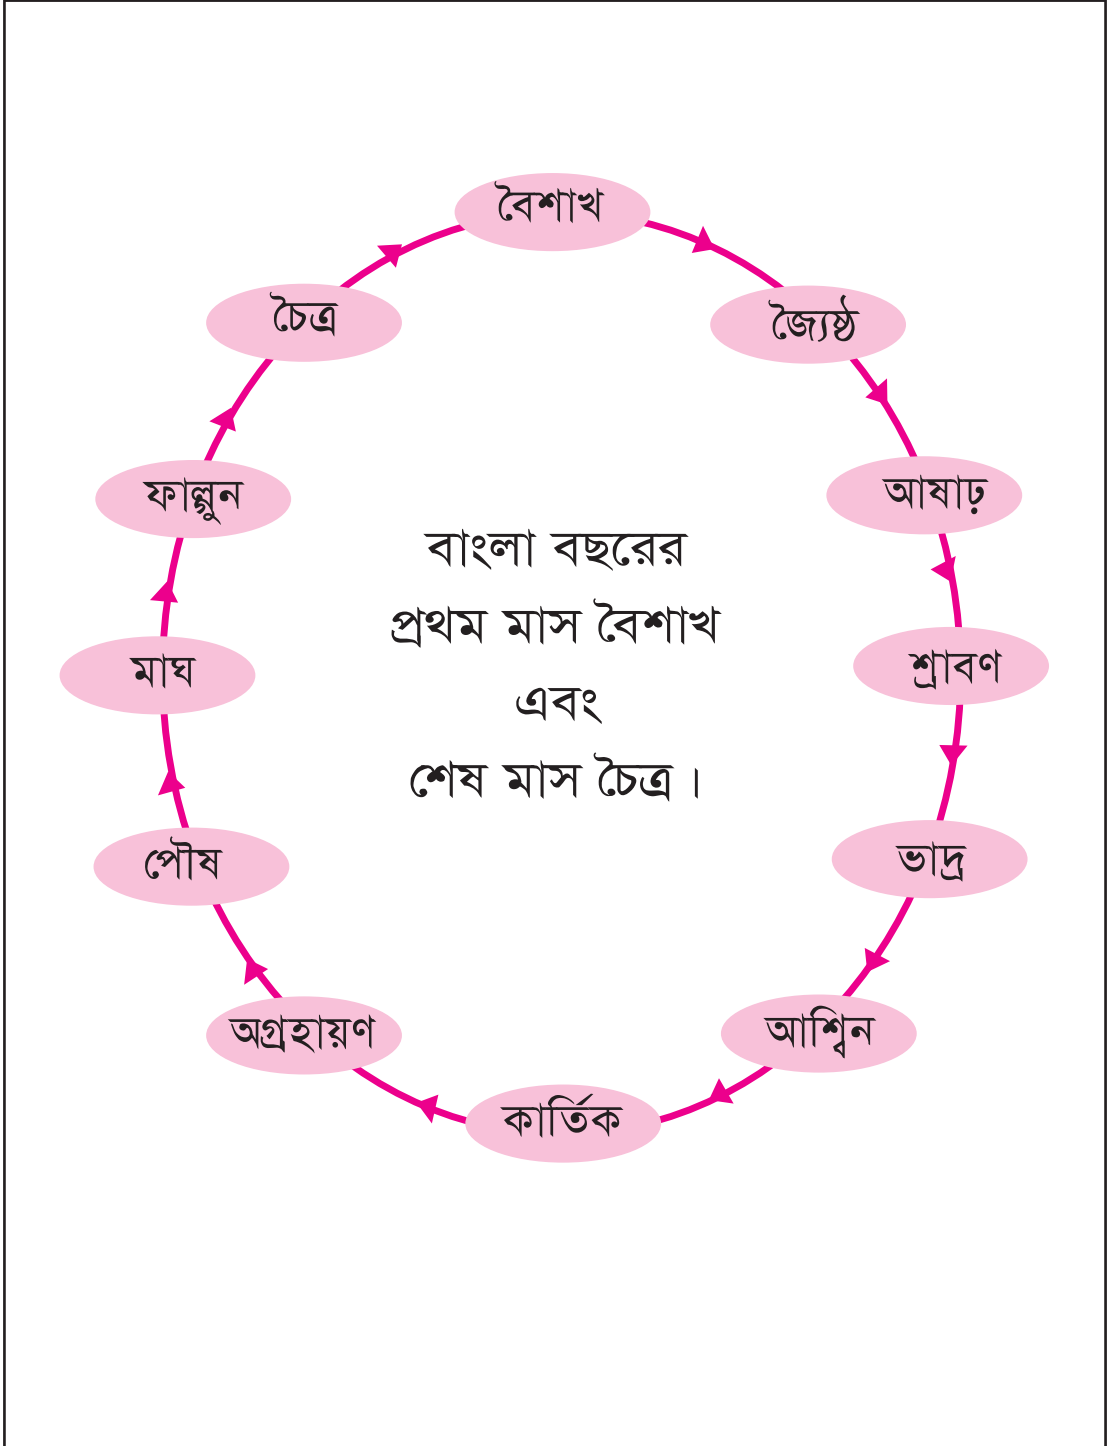 বৈশাখ
জ্যৈষ্ঠ
আষাঢ়
শ্রাবণ
ভাদ্র
আশ্বিন
কার্তিক
অগ্রহায়ণ
পৌষ
মাঘ
ফাল্গুন
চৈত্র
বাংলা বছরের
প্রথম মাস বৈশাখ
এবং
শেষ মাস চৈত্র।